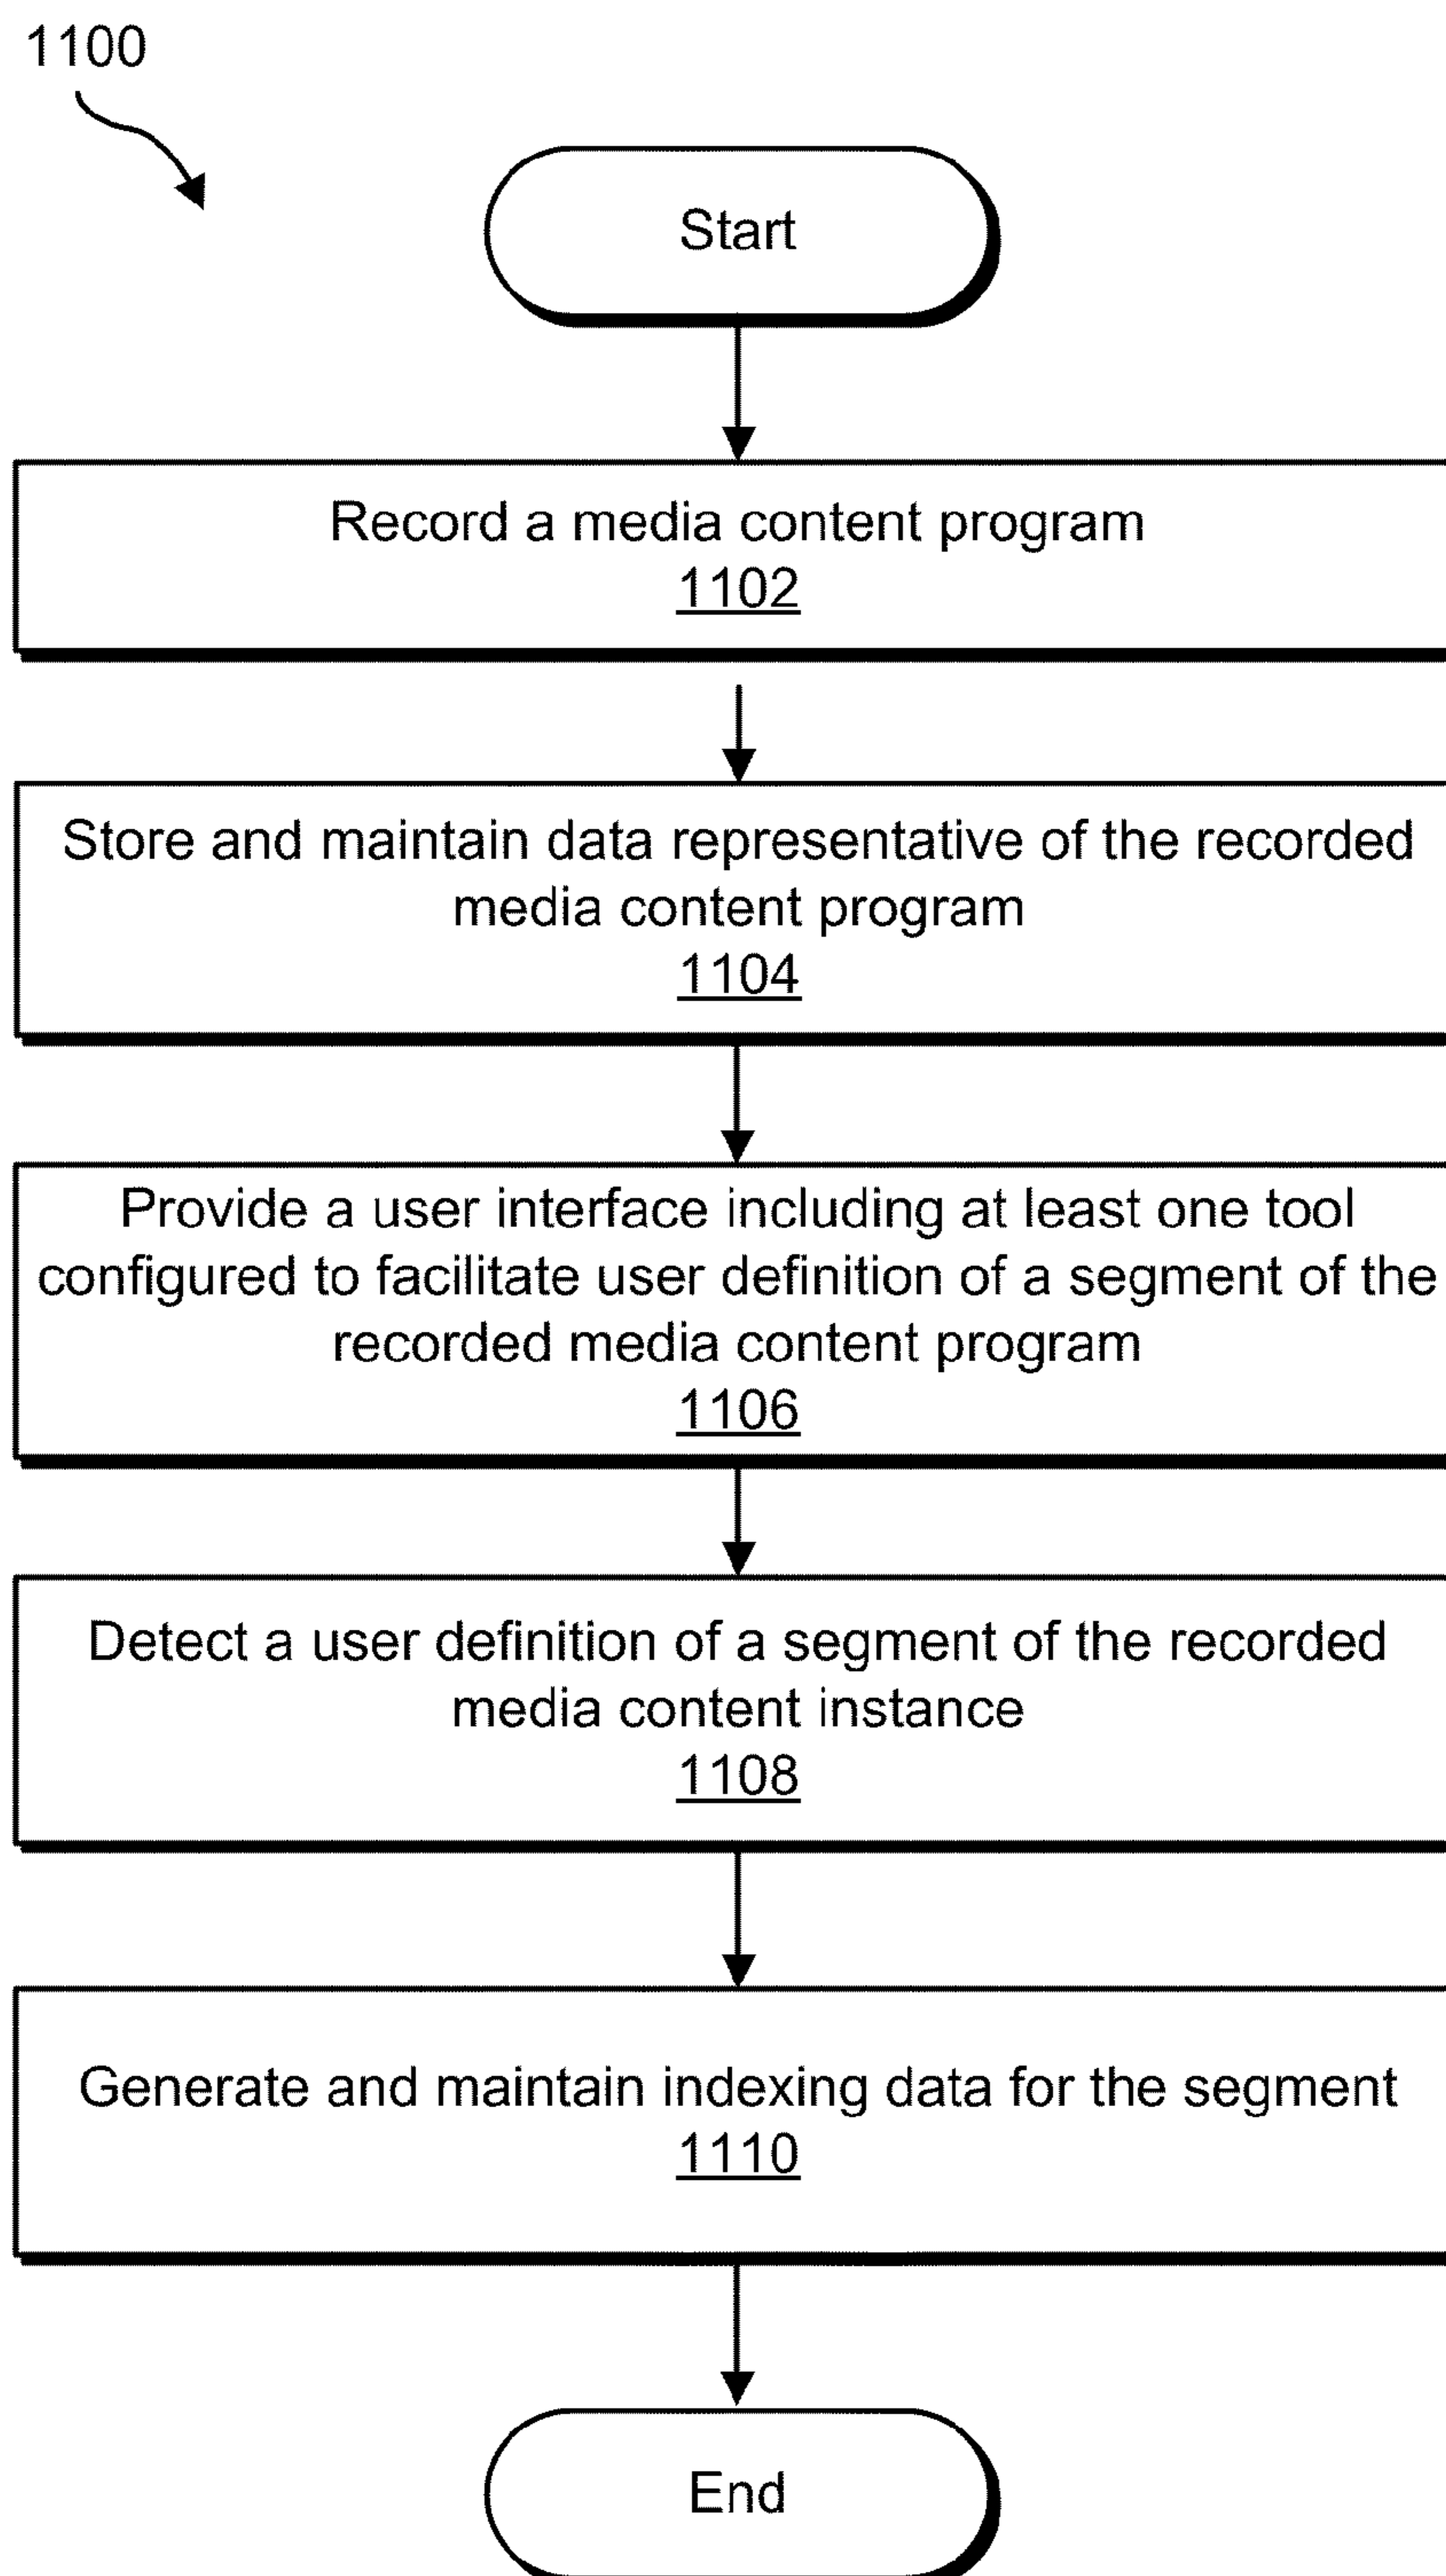 1100
Start
Record a media content program
1102
Store and maintain data representative of the recorded
media content program
1104
Provide a user interface including at least one tool
configured to facilitate user definition of a segment of the
recorded media content program
1106
Detect a user definition of a segment of the recorded
media content instance
1108
Generate and maintain indexing data for the segment
1110
End